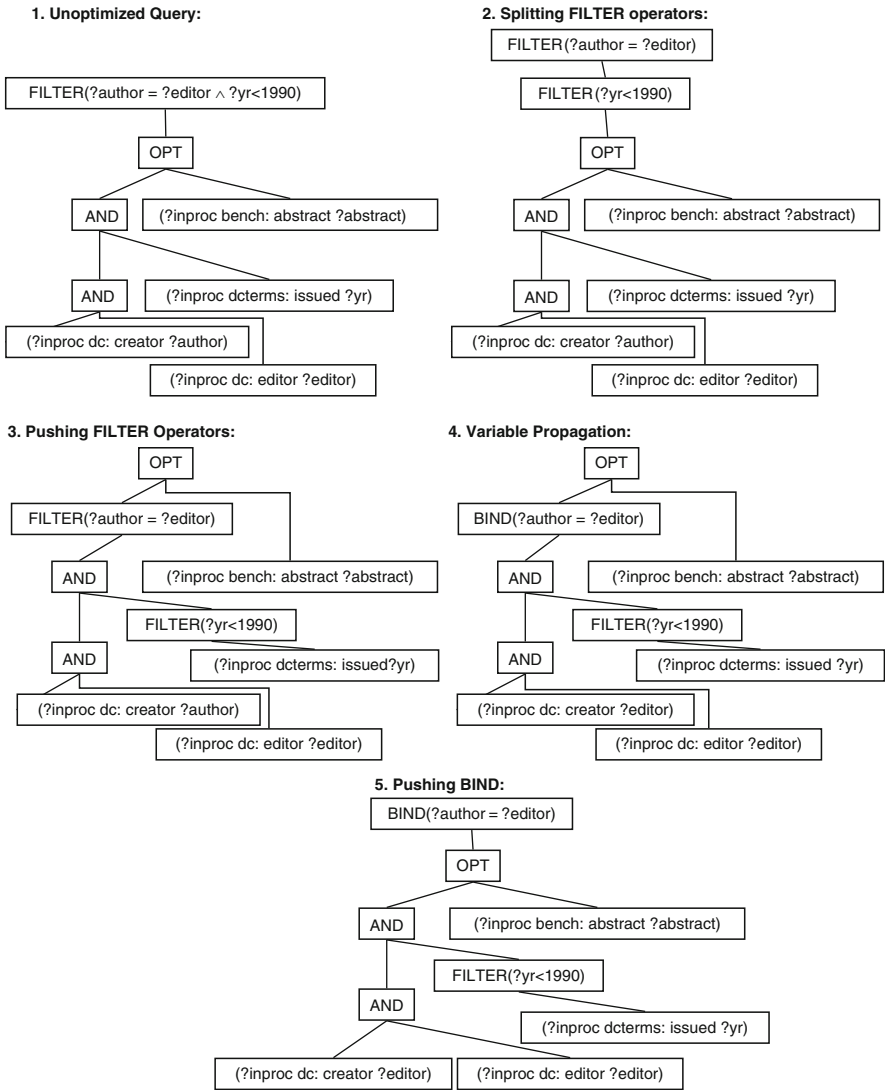 1. Unoptimized Query:
FILTER(?author = ?editor ∧ ?yr<1990)
OPT
AND
(?inproc bench: abstract ?abstract)
AND
(?inproc dcterms: issued ?yr)
(?inproc dc: creator ?author)
(?inproc dc: editor ?editor)
2. Splitting FILTER operators:
FILTER(?author = ?editor)
FILTER(?yr<1990)
OPT
AND
(?inproc bench: abstract ?abstract)
AND
(?inproc dcterms: issued ?yr)
(?inproc dc: creator ?author)
(?inproc dc: editor ?editor)
3. Pushing FILTER Operators:
OPT
FILTER(?author = ?editor)
AND
(?inproc bench: abstract ?abstract)
FILTER(?yr<1990)
AND
(?inproc dcterms: issued?yr)
(?inproc dc: creator ?author)
(?inproc dc: editor ?editor)
4. Variable Propagation:
OPT
BIND(?author = ?editor)
AND
(?inproc bench: abstract ?abstract)
FILTER(?yr<1990)
AND
(?inproc dcterms: issued ?yr)
(?inproc dc: creator ?editor)
(?inproc dc: editor ?editor)
5. Pushing BIND:
BIND(?author = ?editor)
OPT
AND
(?inproc bench: abstract ?abstract)
FILTER(?yr<1990)
AND
(?inproc dcterms: issued ?yr)
(?inproc dc: creator ?editor)
(?inproc dc: editor ?editor)